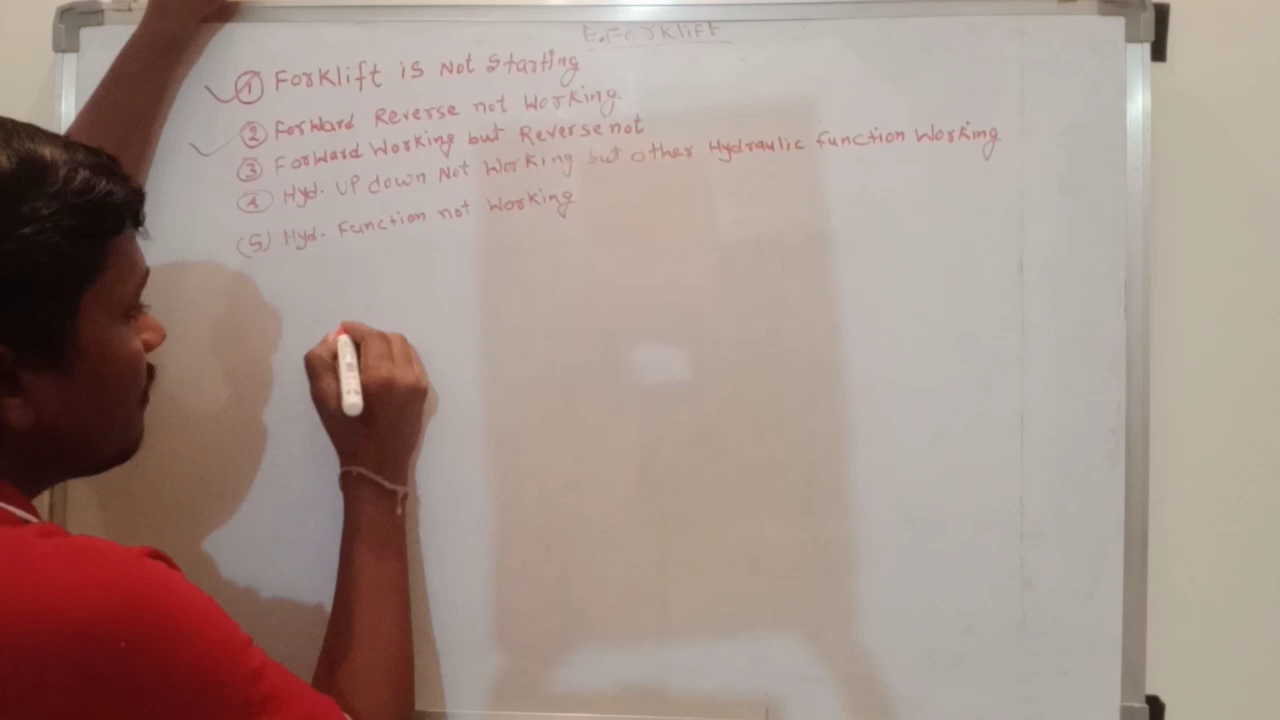 E.Forklift
① Forklift is Not Starting
② Forward Reverse not Working
③ Forward Working but Reverse not
④ Hyd. UP down Not Working but other Hydraulic function Working
(5) Hyd- Function not Working